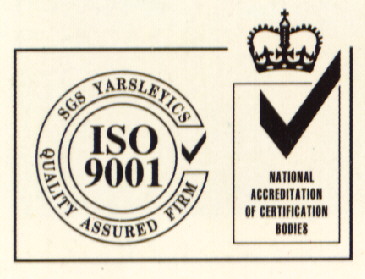 SGS YARSLEYICS
ISO
9001
QUALITY ASSURED FIRM
NATIONAL
ACCREDITATION
OF CERTIFICATION
BODIES